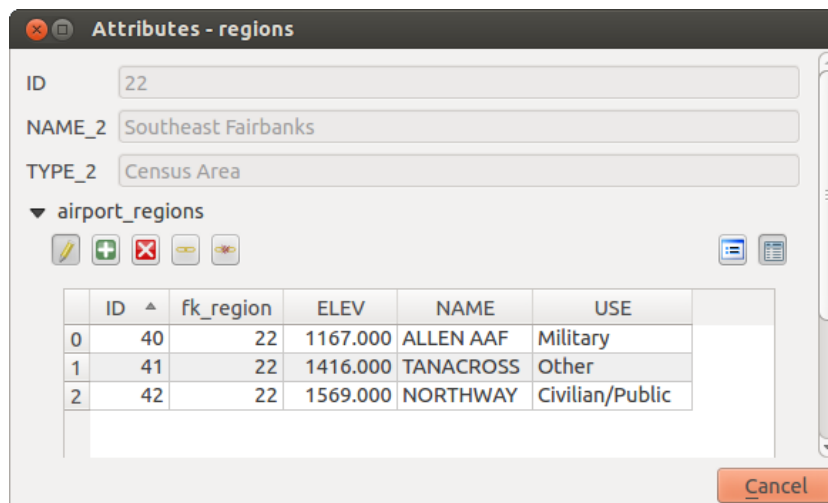 Attributes - regions
ID 22
NAME_2 Southeast Fairbanks
TYPE_2 Census Area
airport_regions
ID fk_region ELEV NAME USE
0 40 22 1167.000 ALLEN AAF Military
1 41 22 1416.000 TANACROSS Other
2 42 22 1569.000 NORTHWAY Civilian/Public
Cancel